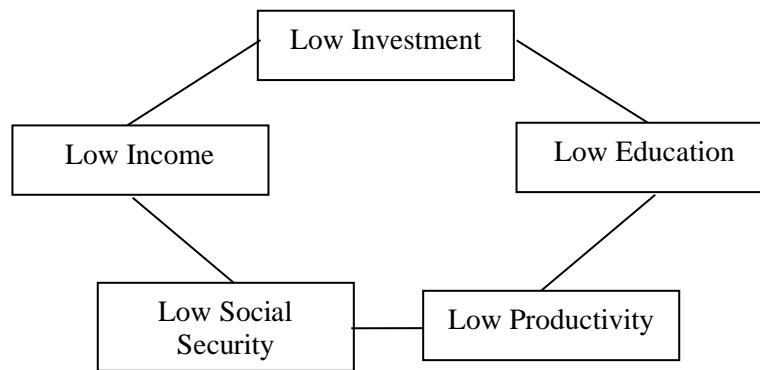 Low Investment
Low Income
Low Education
Low Social
Security
Low Productivity